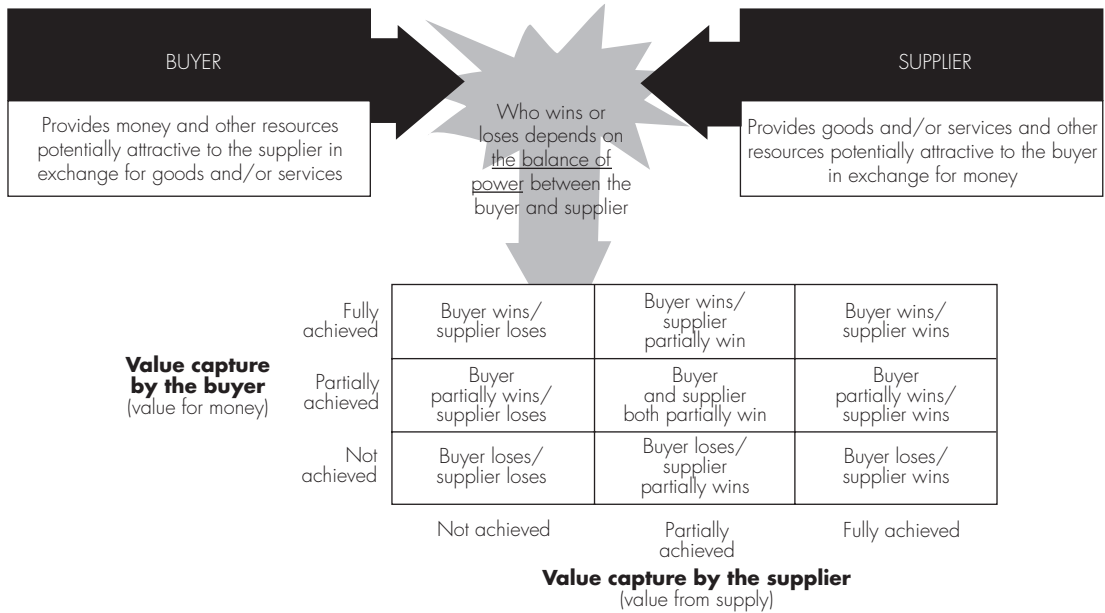 BUYER
Provides money and other resources
potentially attractive to the supplier in
exchange for goods and/or services
Who wins or
loses depends on
the balance of
power between the
buyer and supplier
SUPPLIER
Provides goods and/or services and other
resources potentially attractive to the buyer
in exchange for money
Value capture
by the buyer
(value for money)
Fully
achieved
Buyer wins/
supplier loses
Buyer wins/
supplier
partially win
Buyer wins/
supplier wins
Partially
achieved
Buyer
partially wins/
supplier loses
Buyer
and supplier
both partially win
Buyer
partially wins/
supplier wins
Not
achieved
Buyer loses/
supplier loses
Buyer loses/
supplier
partially wins
Buyer loses/
supplier wins
Not achieved
Partially
achieved
Fully achieved
Value capture by the supplier
(value from supply)